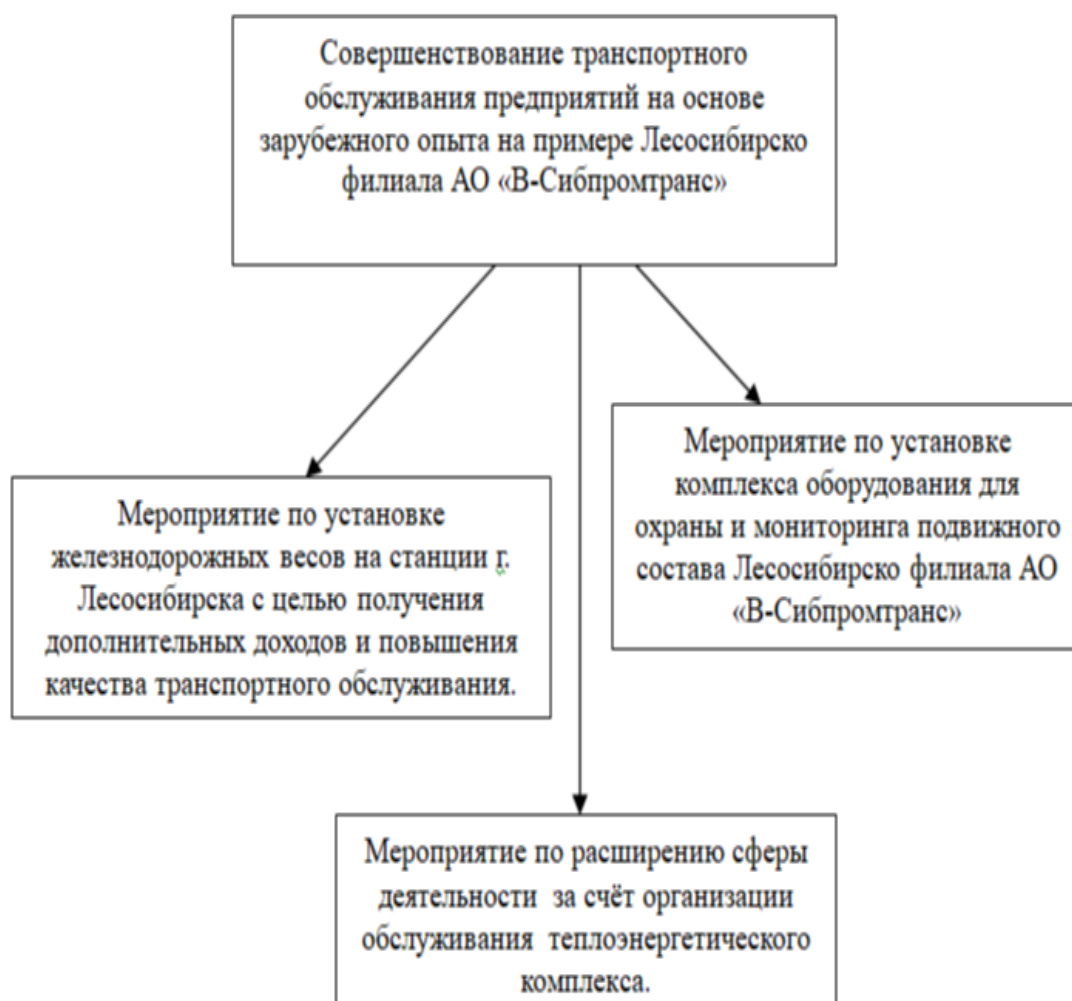 Совершенствование транспортного
обслуживания предприятий на основе
зарубежного опыта на примере Лесосибирско
филиала АО «В-Сибпромтранс»
Мероприятие по установке
комплекса оборудования для
охраны и мониторинга подвижного
состава Лесосибирско филиала АО
«В-Сибпромтранс»
Мероприятие по установке
железнодорожных весов на станции г.
Лесосибирска с целью получения
дополнительных доходов и повышения
качества транспортного обслуживания.
Мероприятие по расширению сферы
деятельности за счёт организации
обслуживания теплоэнергетического
комплекса.